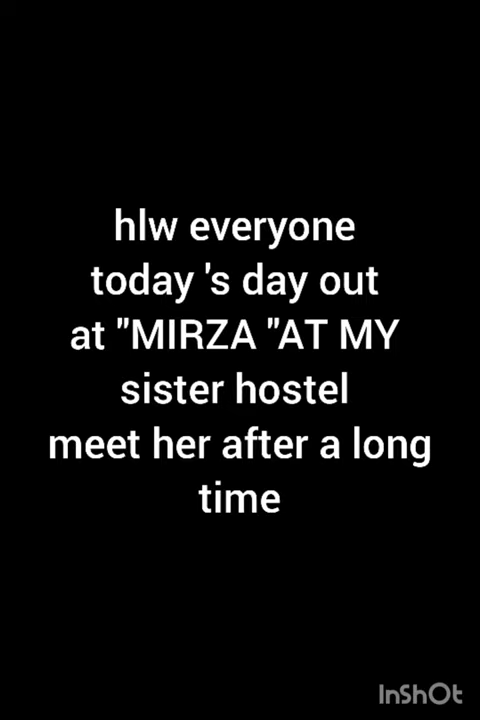 hlw everyone
today 's day out
at "MIRZA "AT MY
sister hostel
meet her after a long
time
InShOt